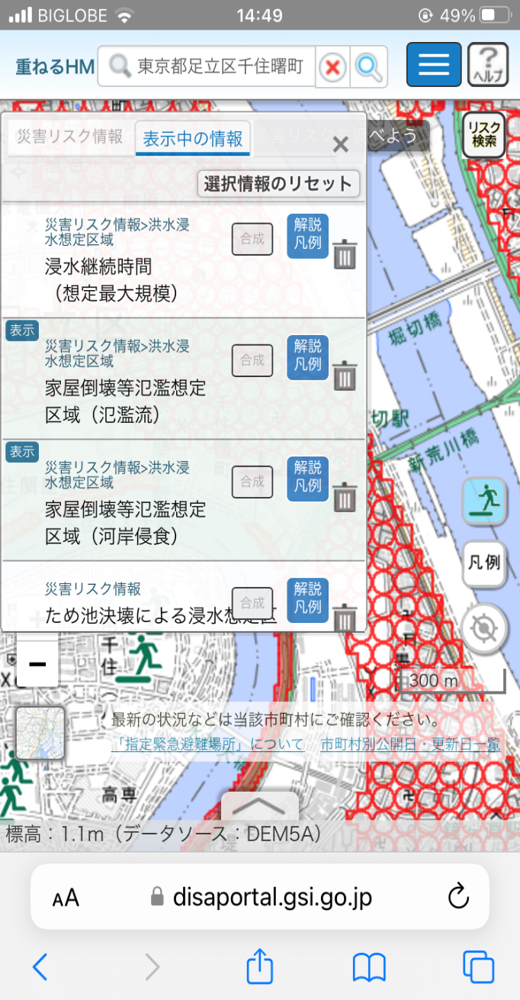 BIGLOBE 14:49 49%
重ねるHM 東京都足立区千住曙町 ? ヘルプ
災害リスク情報 表示中の情報 べよう × リスク検索
選択情報のリセット
災害リスク情報>洪水浸
水想定区域
浸水継続時間
（想定最大規模）
合成
解説
凡例
表示
災害リスク情報>洪水浸
水想定区域
家屋倒壊等氾濫想定
区域（氾濫流）
合成
解説
凡例
表示
災害リスク情報>洪水浸
水想定区域
家屋倒壊等氾濫想定
区域（河岸侵食）
合成
解説
凡例
災害リスク情報
ため池決壊による浸水想定区
合成
解説
凡例
堀切橋
切駅
新荒川橋
凡例
千住
300 m
最新の状況などは当該市町村にご確認ください。
「指定緊急避難場所」について 市町村別公開日・更新日一覧
高専
堤
標高：1.1m（データソース：DEM5A）
AA disaportal.gsi.go.jp